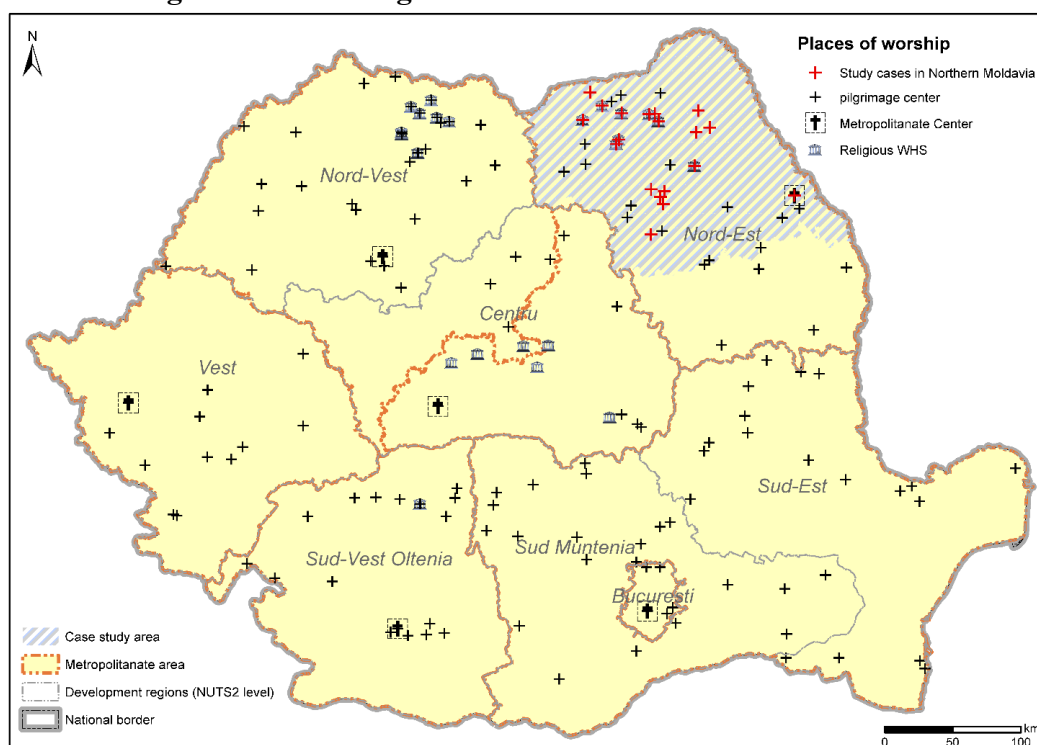 N
Places of worship
Study cases in Northern Moldavia
pilgrimage center
Metropolitanate Center
Religious WHS
Nord-Vest
Nord-Est
Centru
Vest
Sud-Est
Sud-Vest Oltenia
Sud Muntenia
Bucuresti
Case study area
Metropolitanate area
Development regions (NUTS2 level)
National border
km
0 50 100